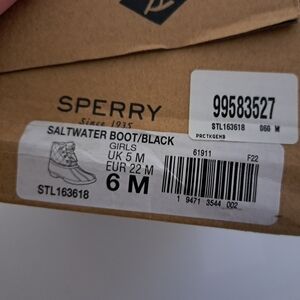 99583527
STL163618 060 M
PRCTKGEMB
SPERRY
Since 1935
SALTWATER BOOT/BLACK
GIRLS
UK 5 M
EUR 22 M
6 M
STL163618
61911
F22
1 9471 3544 002